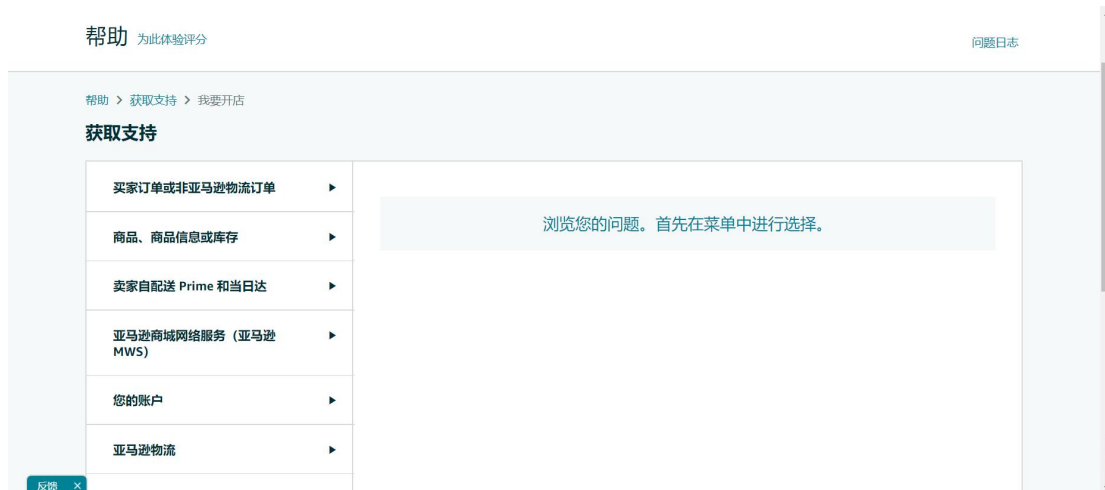 帮助 为此体验评分
问题日志
帮助 > 获取支持 > 我要开店
获取支持
买家订单或非亚马逊物流订单
浏览您的问题。首先在菜单中进行选择。
商品、商品信息或库存
卖家自配送 Prime 和当日达
亚马逊商城网络服务（亚马逊
MWS）
您的账户
亚马逊物流
反馈 ×